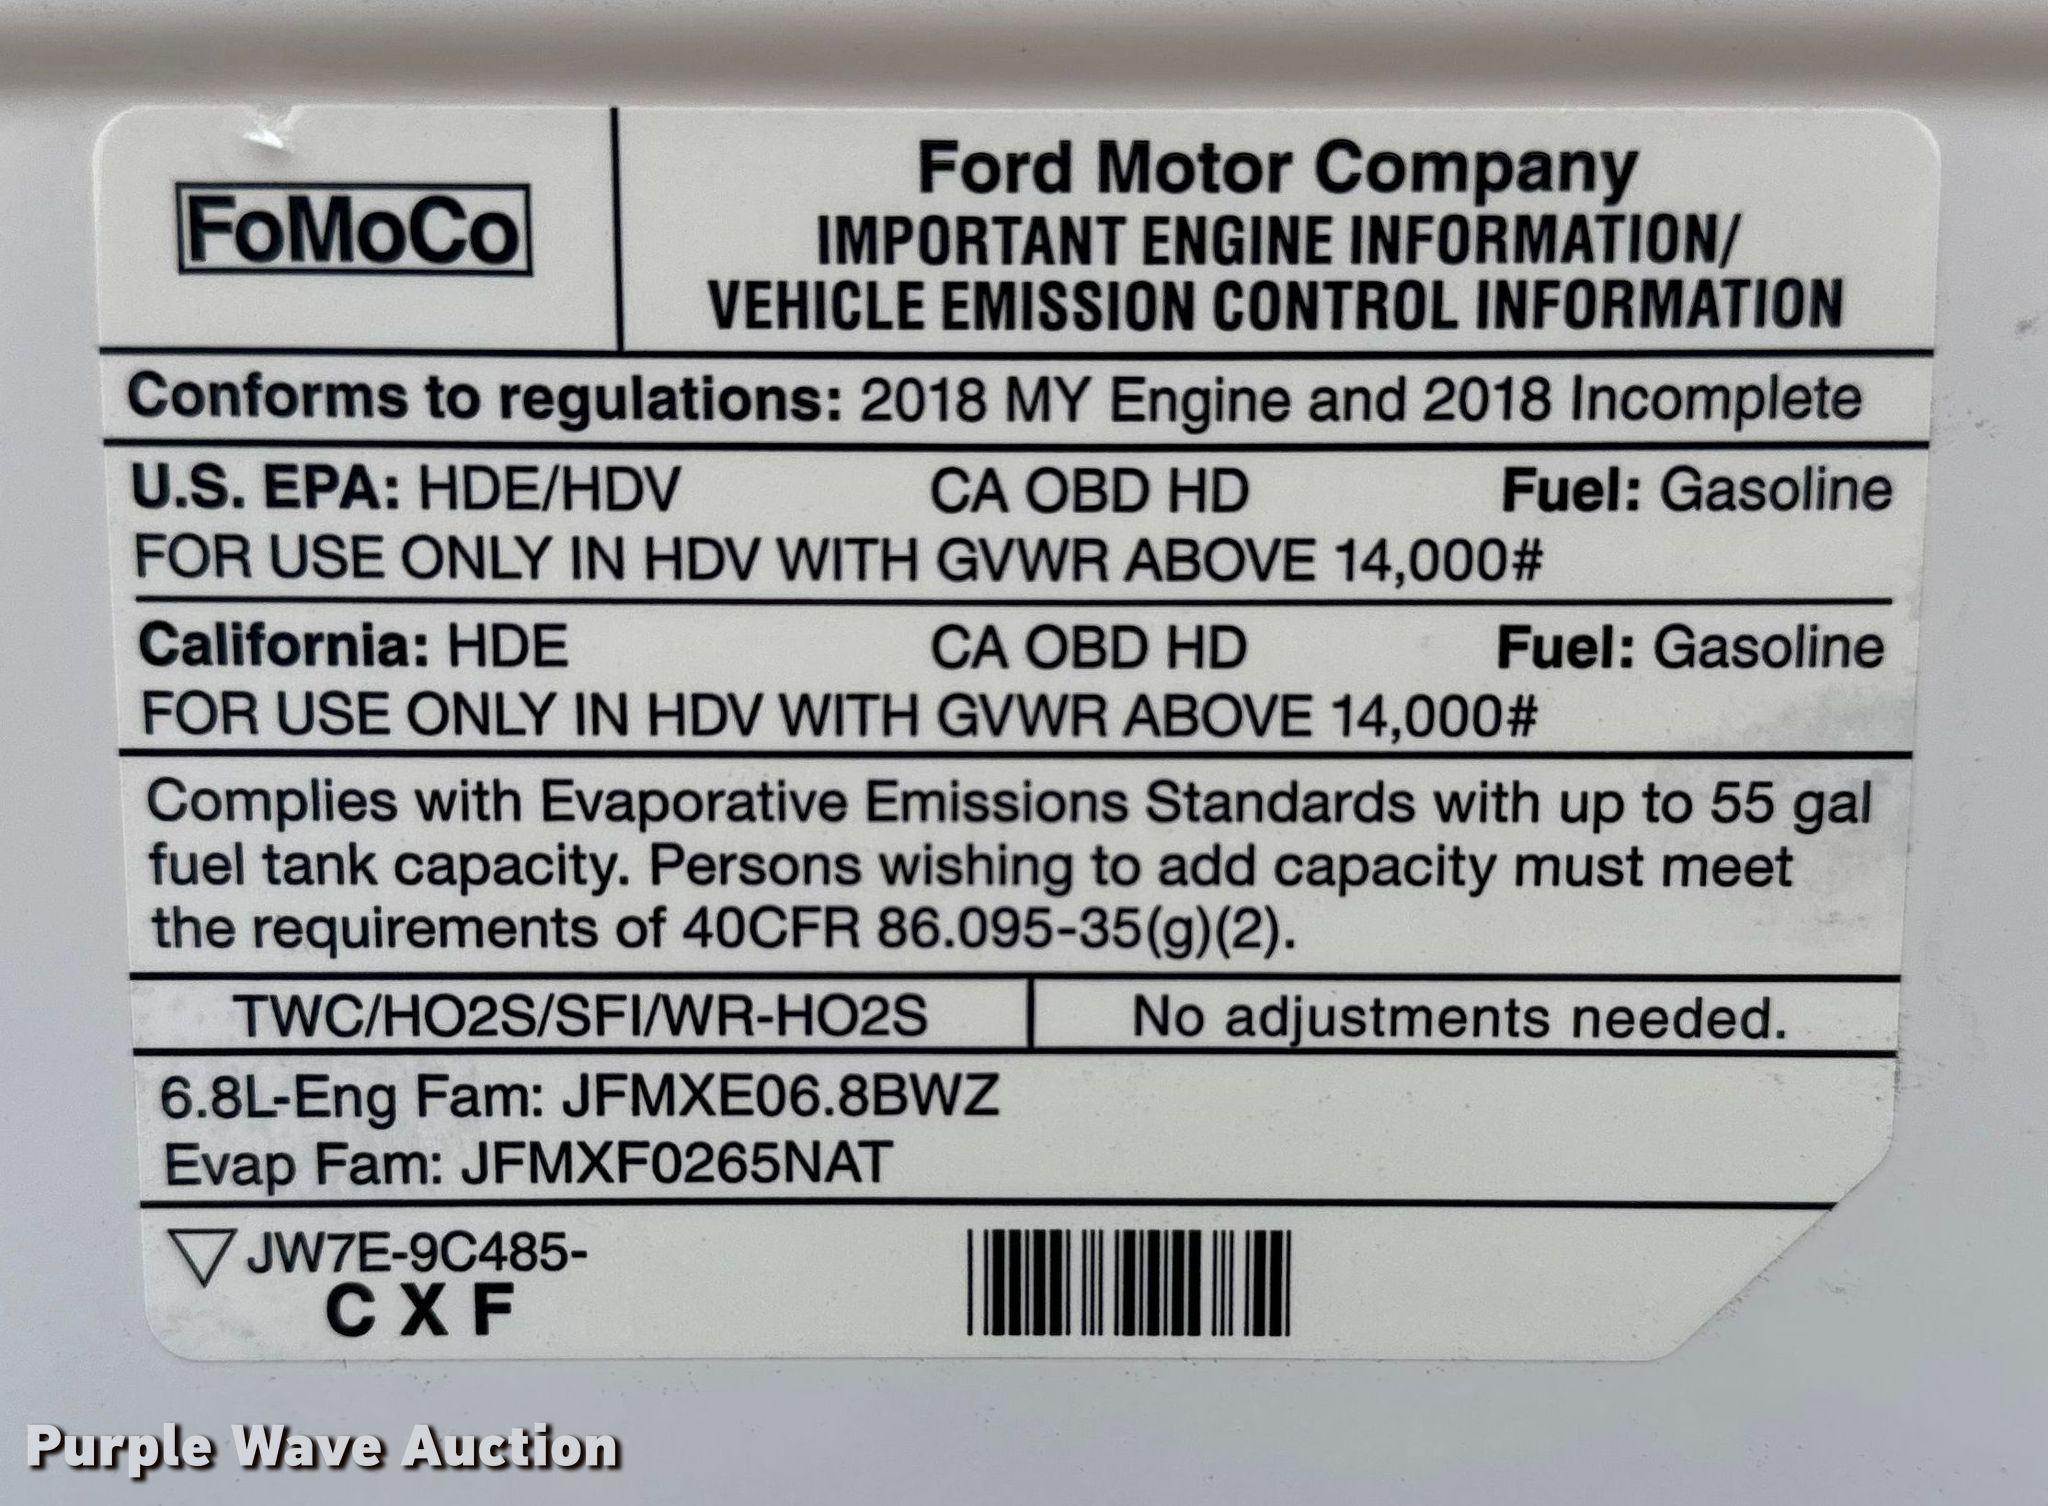 FoMoCo
Ford Motor Company
IMPORTANT ENGINE INFORMATION/
VEHICLE EMISSION CONTROL INFORMATION
Conforms to regulations: 2018 MY Engine and 2018 Incomplete
U.S. EPA: HDE/HDV CA OBD HD Fuel: Gasoline
FOR USE ONLY IN HDV WITH GVWR ABOVE 14,000#
California: HDE CA OBD HD Fuel: Gasoline
FOR USE ONLY IN HDV WITH GVWR ABOVE 14,000#
Complies with Evaporative Emissions Standards with up to 55 gal
fuel tank capacity. Persons wishing to add capacity must meet
the requirements of 40CFR 86.095-35(g)(2).
TWC/HO2S/SFI/WR-HO2S No adjustments needed.
6.8L-Eng Fam: JFMXE06.8BWZ
Evap Fam: JFMXF0265NAT
JW7E-9C485-
C X F
Purple Wave Auction